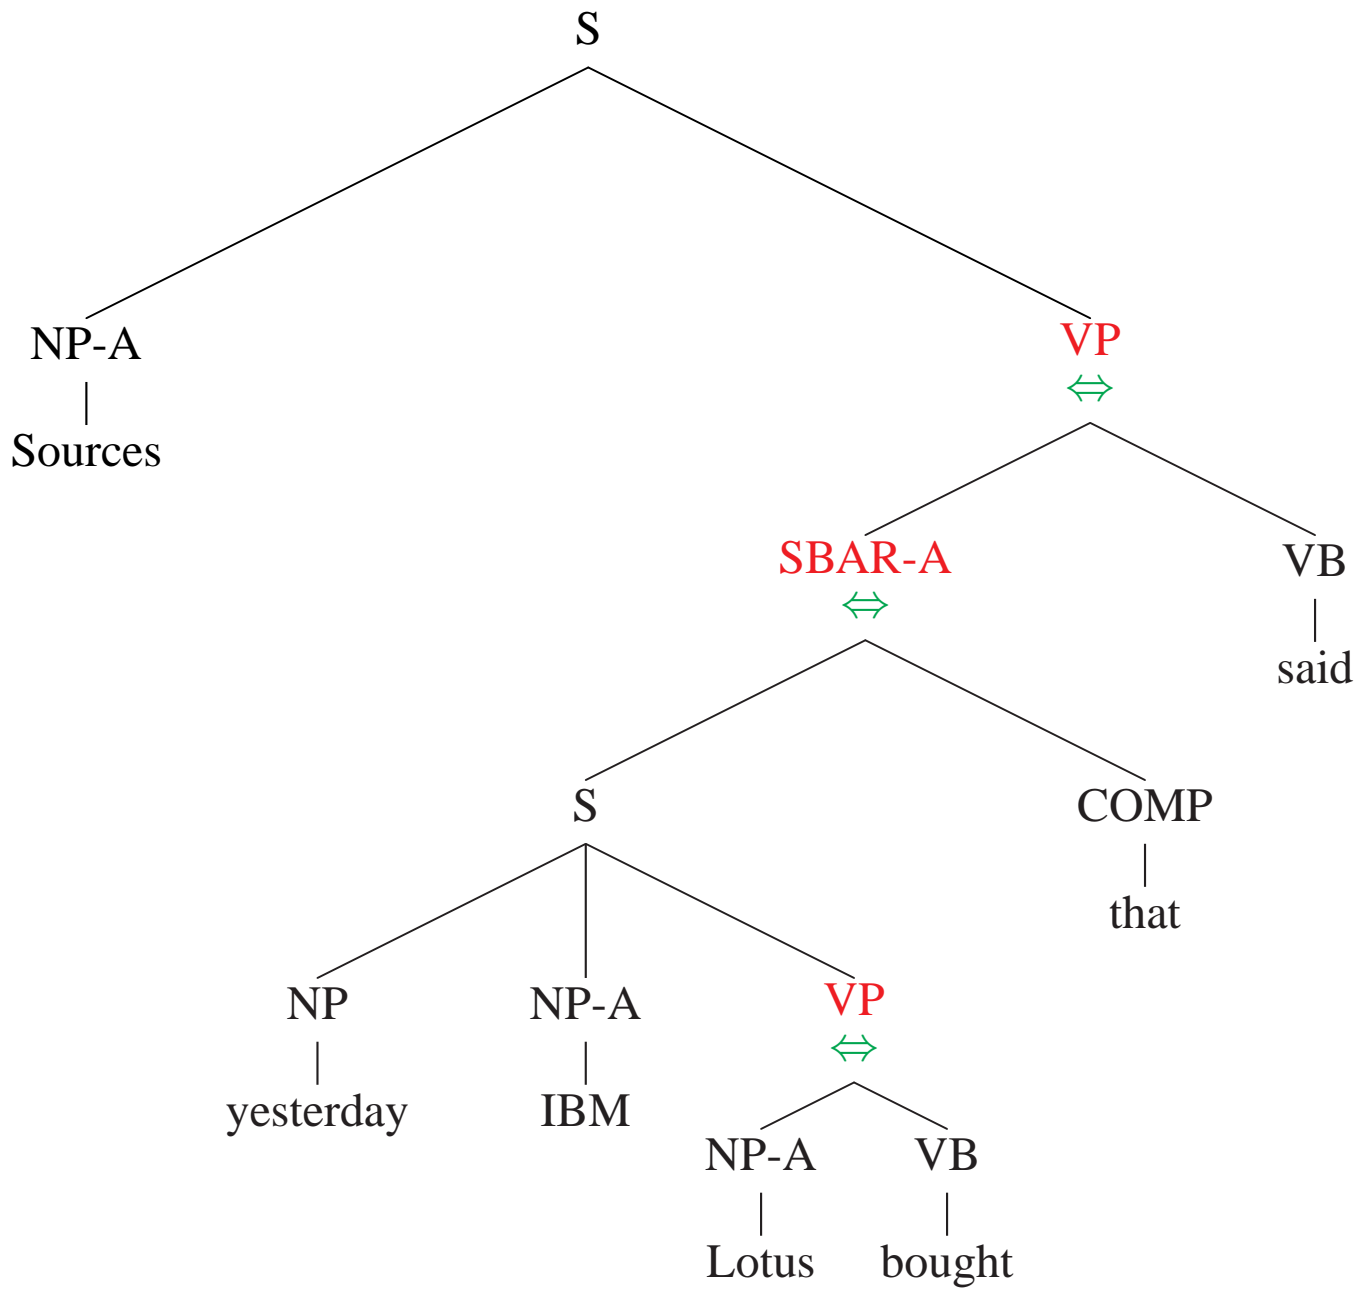 S
NP-A VP
⇔
Sources
SBAR-A VB
⇔
said
S COMP
that
NP NP-A VP
⇔
yesterday IBM
NP-A VB
Lotus bought